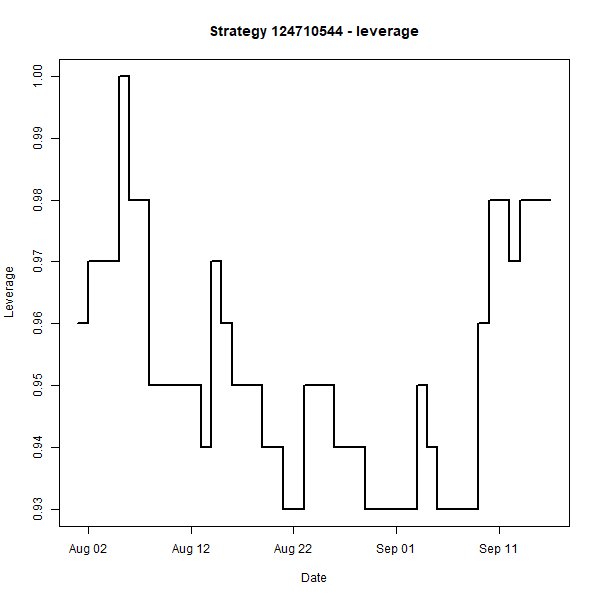 Strategy 124710544 - leverage
1.00
0.99
0.98
0.97
0.96
0.95
0.94
0.93
Leverage
Aug 02
Aug 12
Aug 22
Sep 01
Sep 11
Date